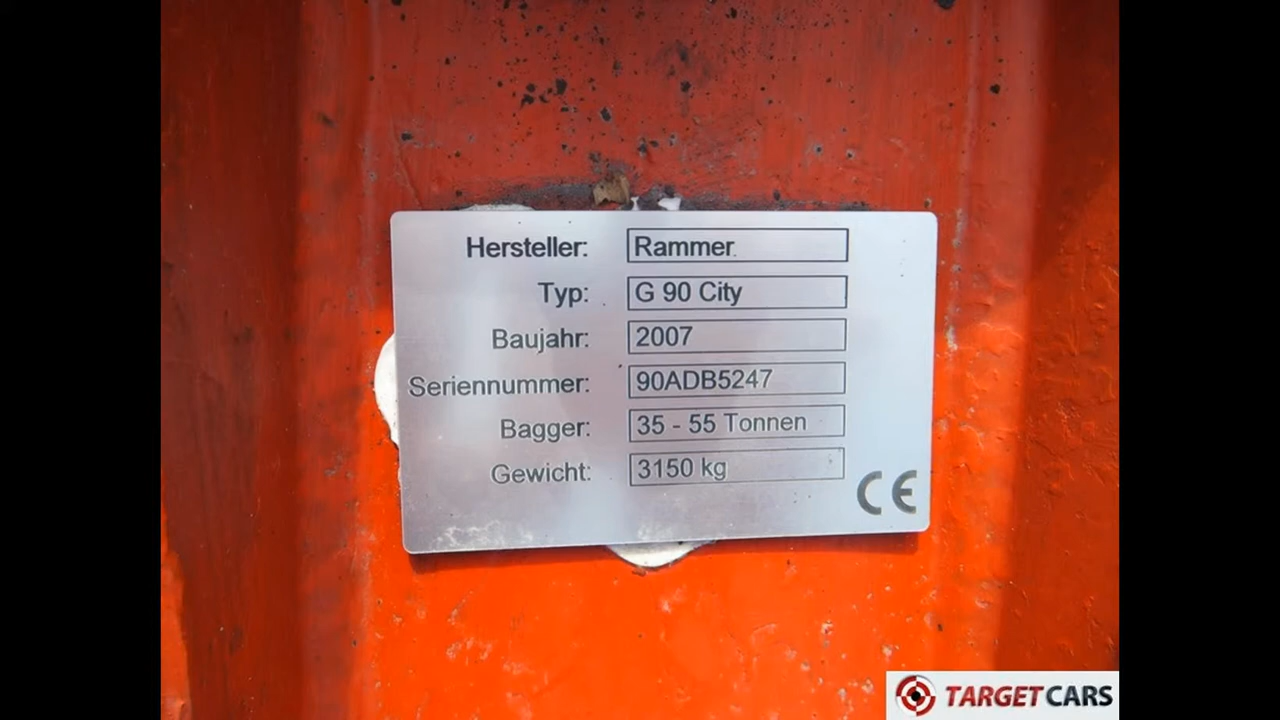 Hersteller: Rammer
Typ: G 90 City
Baujahr: 2007
Seriennummer: 90ADB5247
Bagger: 35 - 55 Tonnen
Gewicht: 3150 kg
CE
TARGETCARS